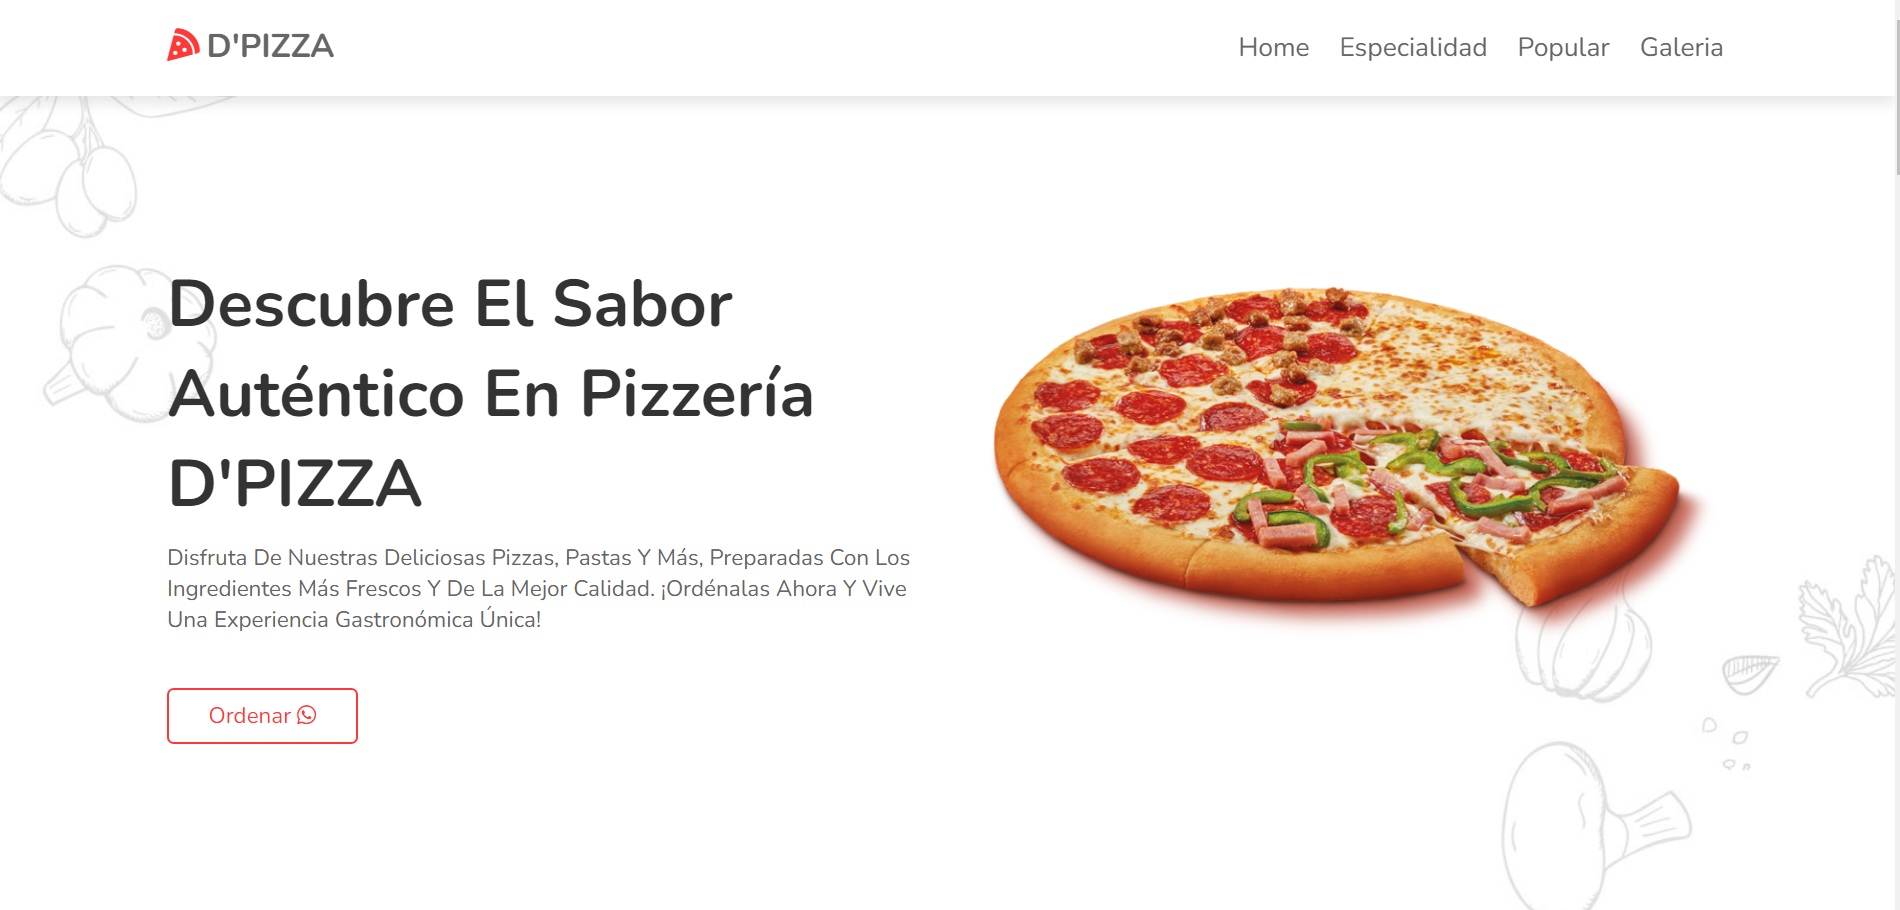 D'PIZZA
Home Especialidad Popular Galeria
Descubre El Sabor
Auténtico En Pizzería
D'PIZZA
Disfruta De Nuestras Deliciosas Pizzas, Pastas Y Más, Preparadas Con Los
Ingredientes Más Frescos Y De La Mejor Calidad. ¡Ordénalas Ahora Y Vive
Una Experiencia Gastronómica Única!
Ordenar